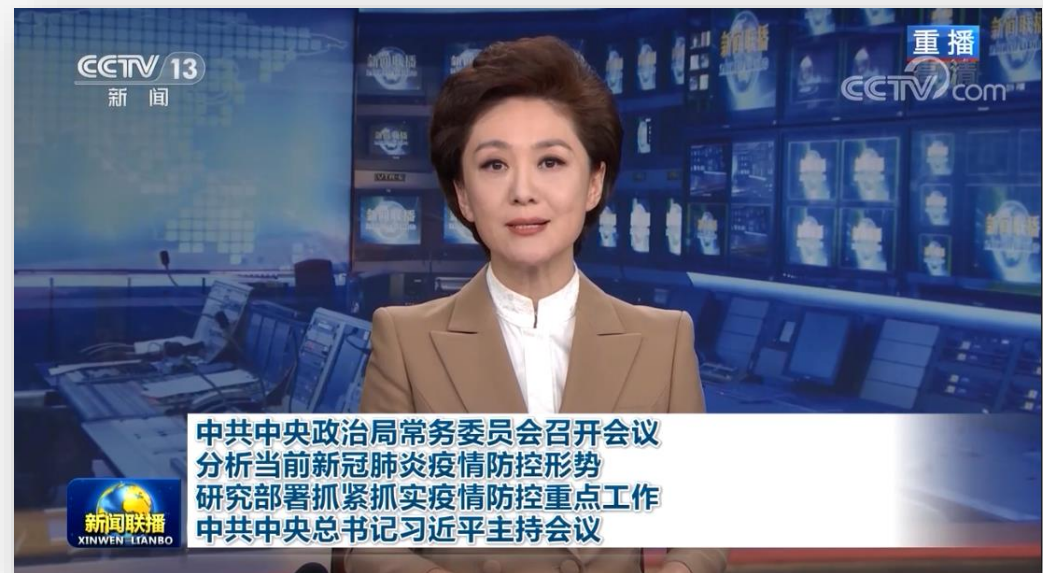 CCTV 13
新闻
重播
高清
CCTV.com
中共中央政治局常务委员会召开会议
分析当前新冠肺炎疫情防控形势
研究部署抓紧抓实疫情防控重点工作
中共中央总书记习近平主持会议
新闻联播
XINWEN LIANBO